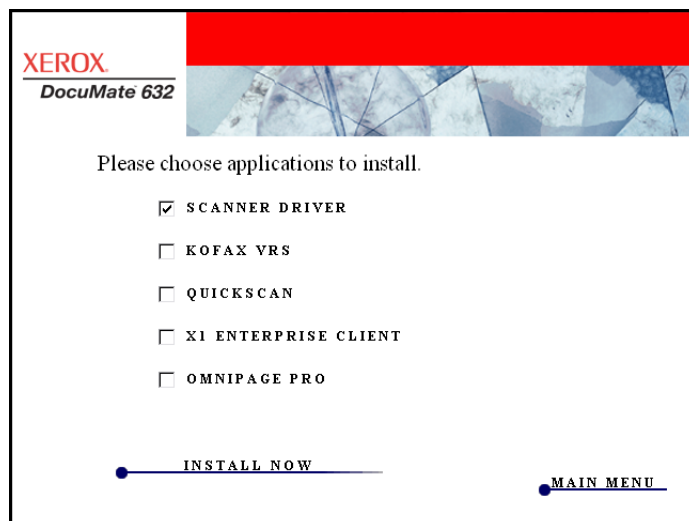 XEROX.
DocuMate 632
Please choose applications to install.
SCANNER DRIVER
KOFAX VRS
QUICKSCAN
X1 ENTERPRISE CLIENT
OMNIPAGE PRO
INSTALL NOW
MAIN MENU